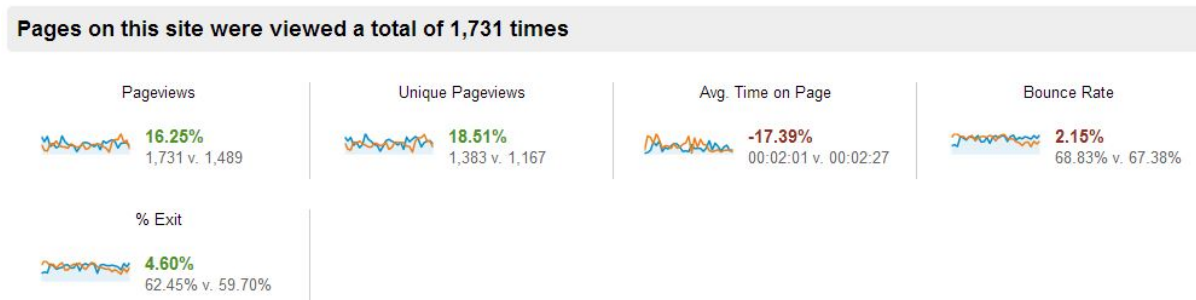 Pages on this site were viewed a total of 1,731 times
Pageviews
16.25%
1,731 v. 1,489
Unique Pageviews
18.51%
1,383 v. 1,167
Avg. Time on Page
-17.39%
00:02:01 v. 00:02:27
Bounce Rate
2.15%
68.83% v. 67.38%
% Exit
4.60%
62.45% v. 59.70%